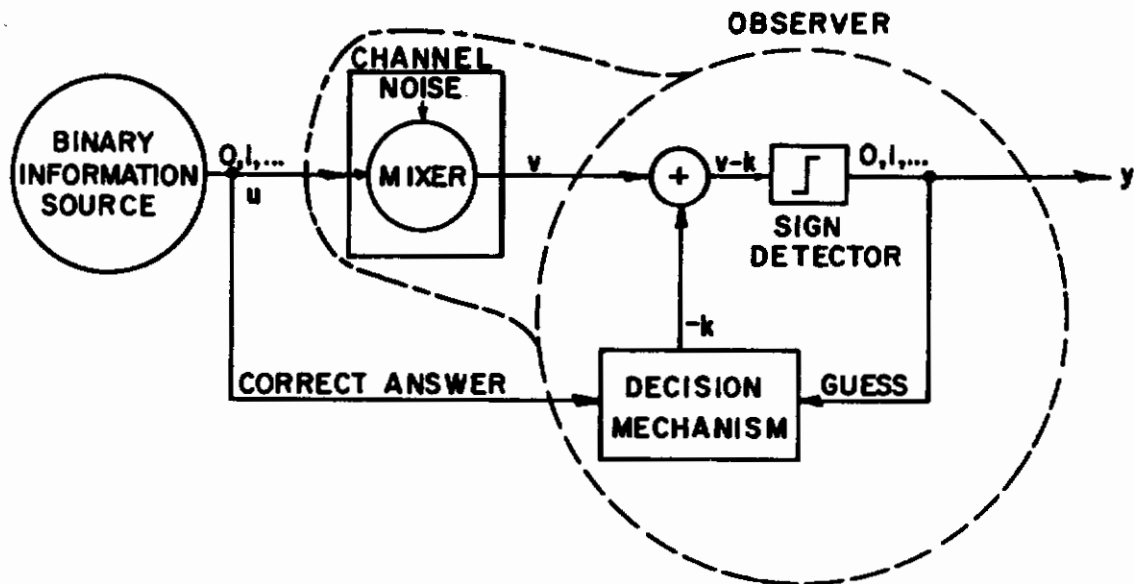 OBSERVER
CHANNEL
NOISE
BINARY
INFORMATION
SOURCE
0,1,...
u
MIXER
v
+
v-k
0,1,...
y
SIGN
DETECTOR
-k
CORRECT ANSWER
DECISION
MECHANISM
GUESS